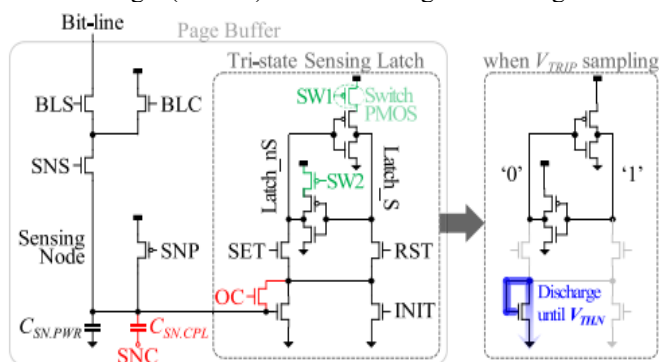 Bit-line
Page Buffer
Tri-state Sensing Latch
when V_TRIP sampling
SW1
Switch
PMOS
BLS
BLC
SNS
Latch_nS
Latch_S
SW2
'0'
'1'
Sensing
Node
SNP
SET
RST
OC
INIT
Discharge
until V_THN
C_SN.PWR
C_SN.CPL
SNC